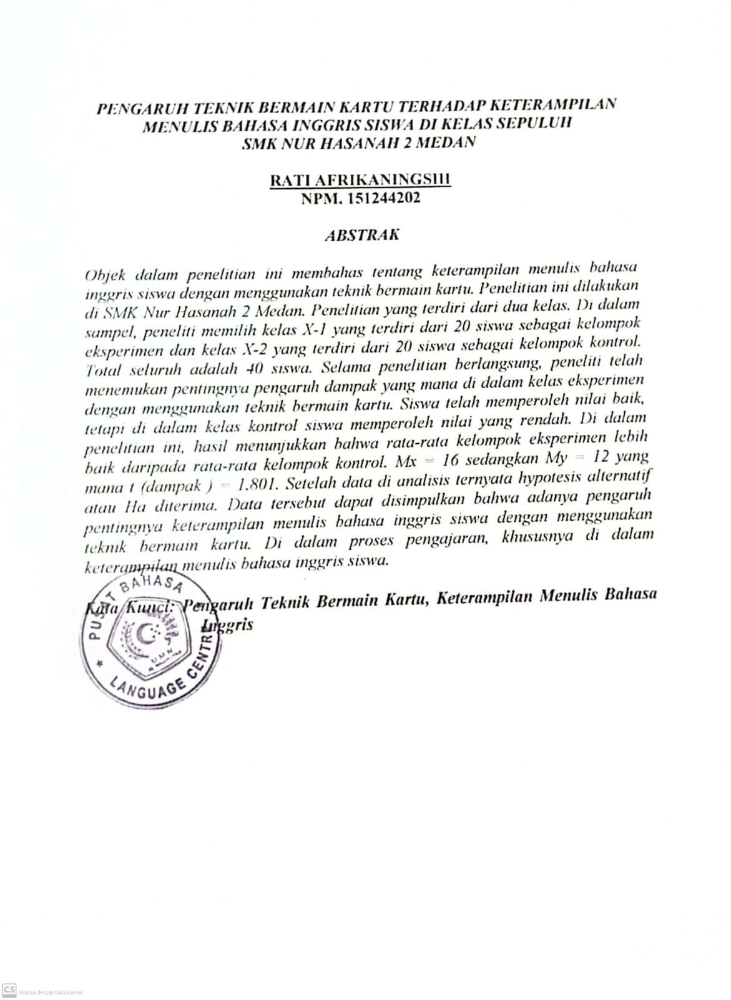 PENGARUH TEKNIK BERMAIN KARTU TERHADAP KETERAMPILAN
MENULIS BAHASA INGGRIS SISWA DI KELAS SEPULUH
SMK NUR HASANAH 2 MEDAN
RATI AFRIKANINGSIH
NPM. 151244202
ABSTRAK
Objek dalam penelitian ini membahas tentang keterampilan menulis bahasa
inggris siswa dengan menggunakan teknik bermain kartu. Penelitian ini dilakukan
di SMK Nur Hasanah 2 Medan. Penelitian yang terdiri dari dua kelas. Di dalam
sampel, peneliti memilih kelas X-1 yang terdiri dari 20 siswa sebagai kelompok
eksperimen dan kelas X-2 yang terdiri dari 20 siswa sebagai kelompok kontrol.
Total seluruh adalah 40 siswa. Selama penelitian berlangsung, peneliti telah
menemukan pentingnya pengaruh dampak yang mana di dalam kelas eksperimen
dengan menggunakan teknik bermain kartu. Siswa telah memperoleh nilai baik,
tetapi di dalam kelas kontrol siswa memperoleh nilai yang rendah. Di dalam
penelitian ini, hasil menunjukkan bahwa rata-rata kelompok eksperimen lebih
baik daripada rata-rata kelompok kontrol. Mx = 16 sedangkan My = 12 yang
mana t (dampak ) = 1.801. Setelah data di analisis ternyata hypotesis alternatif
atau Ha diterima. Data tersebut dapat disimpulkan bahwa adanya pengaruh
pentingnya keterampilan menulis bahasa inggris siswa dengan menggunakan
teknik bermain kartu. Di dalam proses pengajaran, khususnya di dalam
keterampilan menulis bahasa inggris siswa.
Kata Kunci: Pengaruh Teknik Bermain Kartu, Keterampilan Menulis Bahasa
Inggris
PUSAT BAHASA
UMN
LANGUAGE CENTRE
CS Dipindai dengan CamScanner